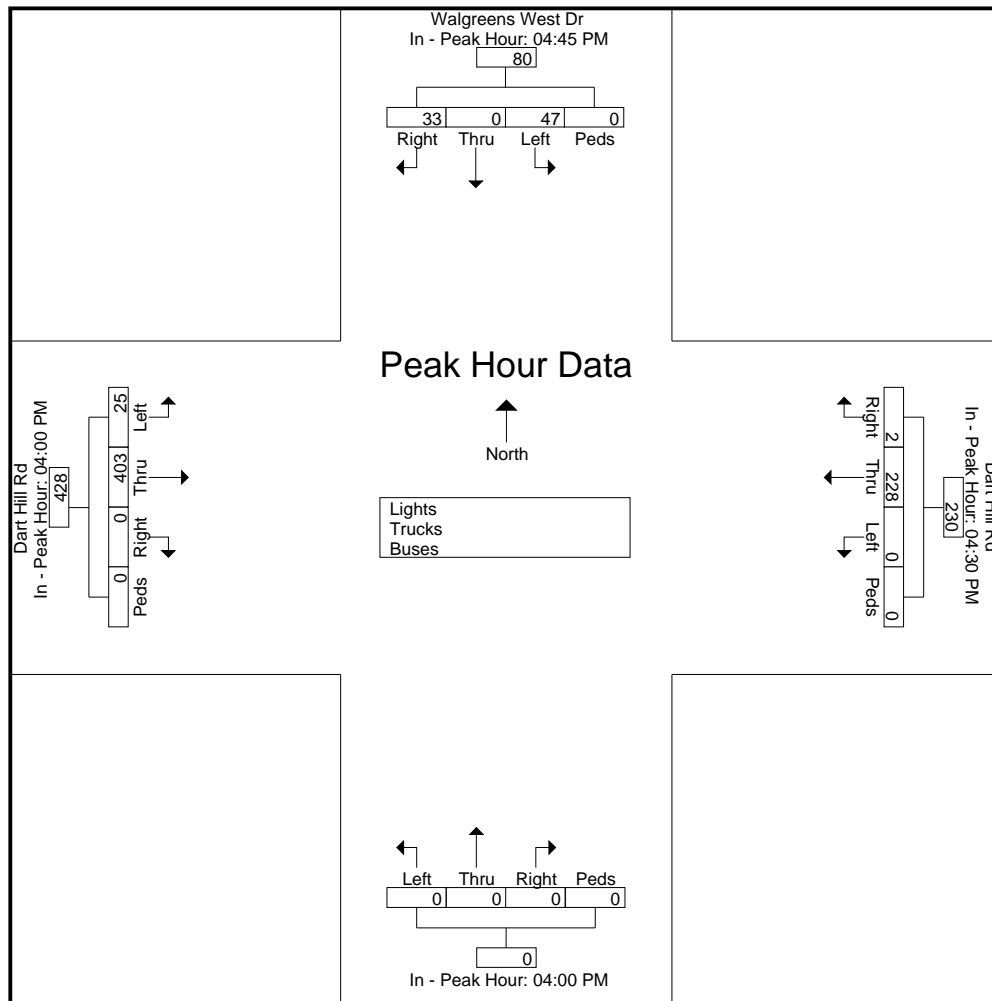 Walgreens West Dr
In - Peak Hour: 04:45 PM
80
33 0 47 0
Right Thru Left Peds
Peak Hour Data
North
Lights
Trucks
Buses
Dart Hill Rd
In - Peak Hour: 04:00 PM
428
25 403 0 0
Left Thru Right Peds
Right Thru Left Peds
2 228 0 0
230
In - Peak Hour: 04:30 PM
Dart Hill Rd
Left Thru Right Peds
0 0 0 0
0
In - Peak Hour: 04:00 PM